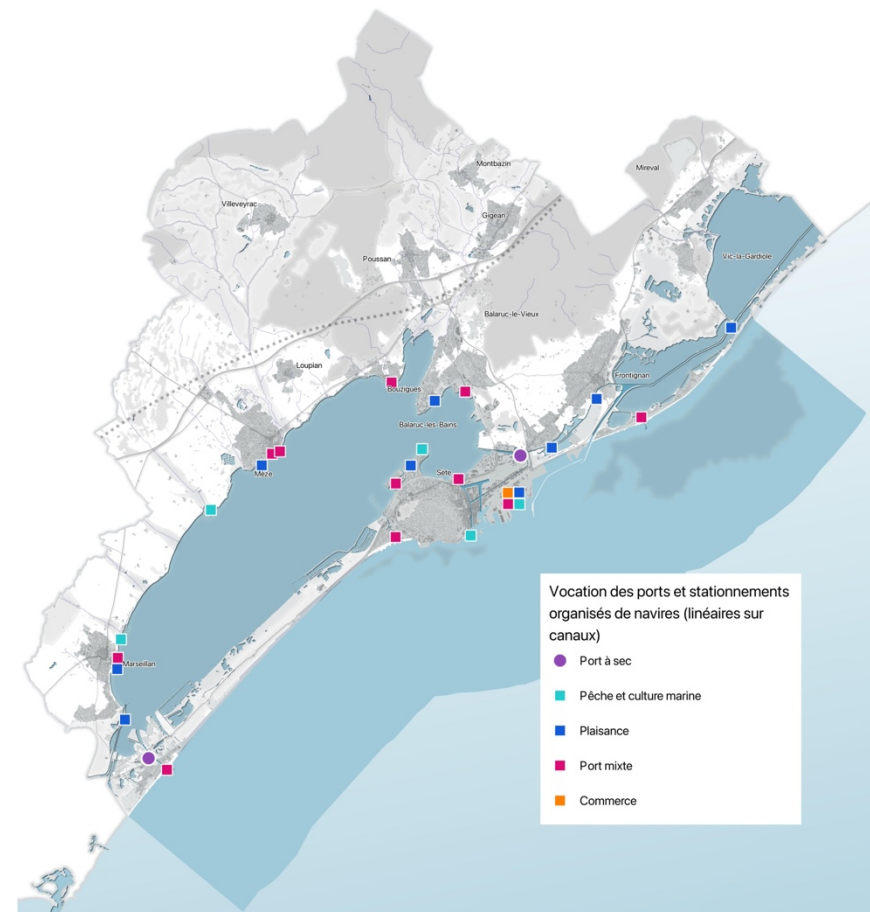 Montbazin
Mireval
Villeveyrac
Gigean
Poussan
Vic-la-Gardiole
Balaruc-le-Vieux
Loupian
Frontignan
Bouzigues
Balaruc-les-Bains
Sète
Mèze
Marseillan
Vocation des ports et stationnements
organisés de navires (linéaires sur
canaux)
Port à sec
Pêche et culture marine
Plaisance
Port mixte
Commerce